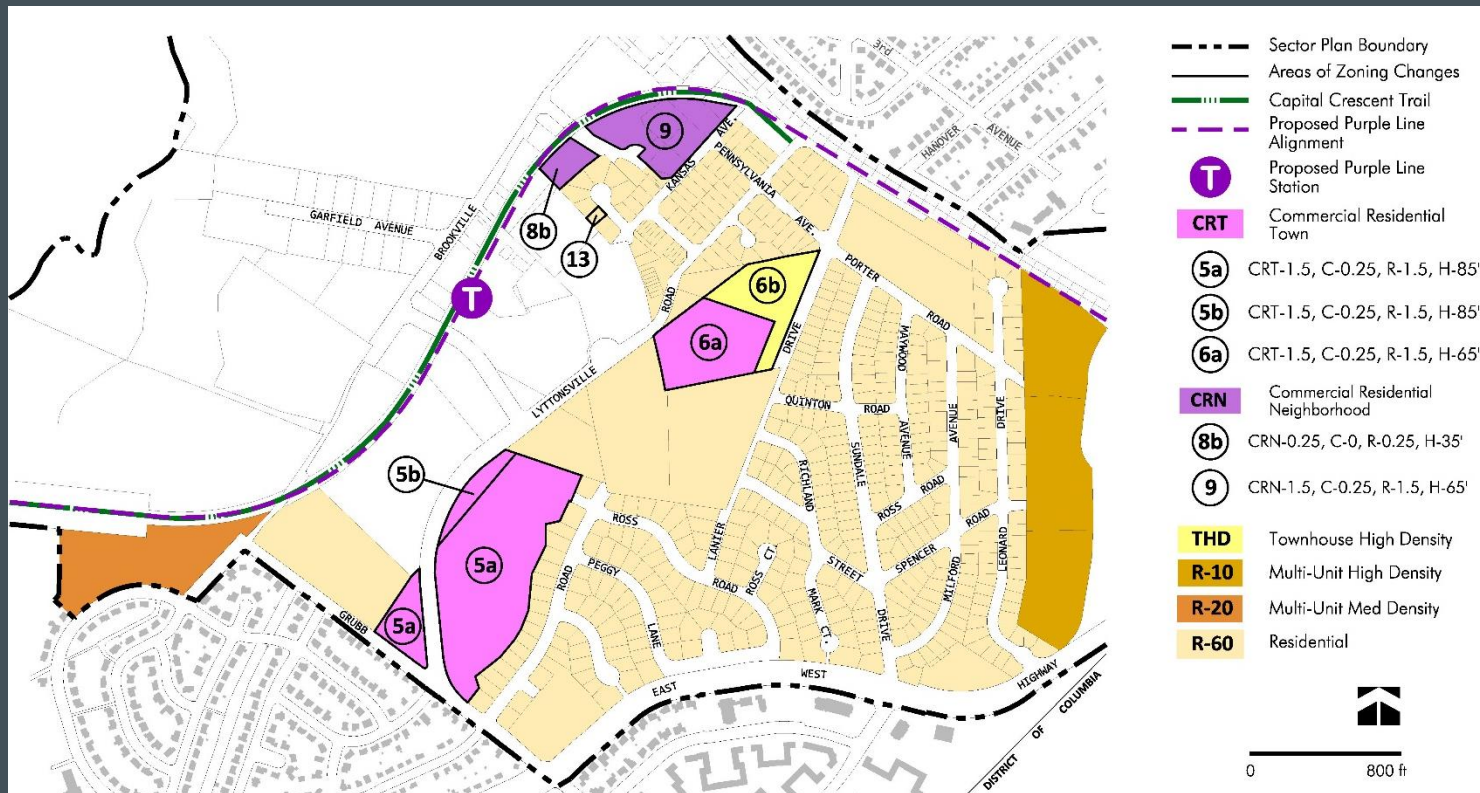 3rd
HANOVER AVENUE
9
KANSAS AVE.
PENNSYLVANIA AVE.
GARFIELD AVENUE
BROOKVILLE
8b
13
T
6b
PORTER ROAD
ROAD
6a
DRIVE
MAYWOOD AVENUE
LYTTONSVILLE
QUINTON ROAD
AVENUE
DRIVE
SUNDALE
RICHLAND
5b
ROSS ROAD
ROSS ROAD
LANIER
ROSS CT.
STREET
SPENCER ROAD
LEONARD
5a
PEGGY LANE
ROAD
MARK CT.
DRIVE
MILFORD
5a
GRUBB
EAST WEST HIGHWAY
DISTRICT OF COLUMBIA
Sector Plan Boundary
Areas of Zoning Changes
Capital Crescent Trail
Proposed Purple Line
Alignment
T
Proposed Purple Line
Station
CRT
Commercial Residential
Town
5a CRT-1.5, C-0.25, R-1.5, H-85'
5b CRT-1.5, C-0.25, R-1.5, H-85'
6a CRT-1.5, C-0.25, R-1.5, H-65'
CRN
Commercial Residential
Neighborhood
8b CRN-0.25, C-0, R-0.25, H-35'
9 CRN-1.5, C-0.25, R-1.5, H-65'
THD Townhouse High Density
R-10 Multi-Unit High Density
R-20 Multi-Unit Med Density
R-60 Residential
0 800 ft